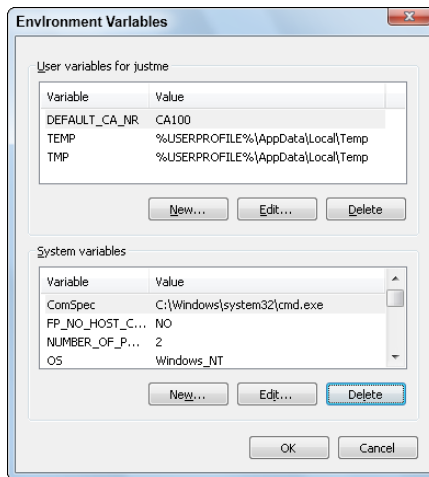 Environment Variables
User variables for justme
Variable Value
DEFAULT_CA_NR CA100
TEMP %USERPROFILE%\AppData\Local\Temp
TMP %USERPROFILE%\AppData\Local\Temp
New... Edit... Delete
System variables
Variable Value
ComSpec C:\Windows\system32\cmd.exe
FP_NO_HOST_C... NO
NUMBER_OF_P... 2
OS Windows_NT
New... Edit... Delete
OK Cancel